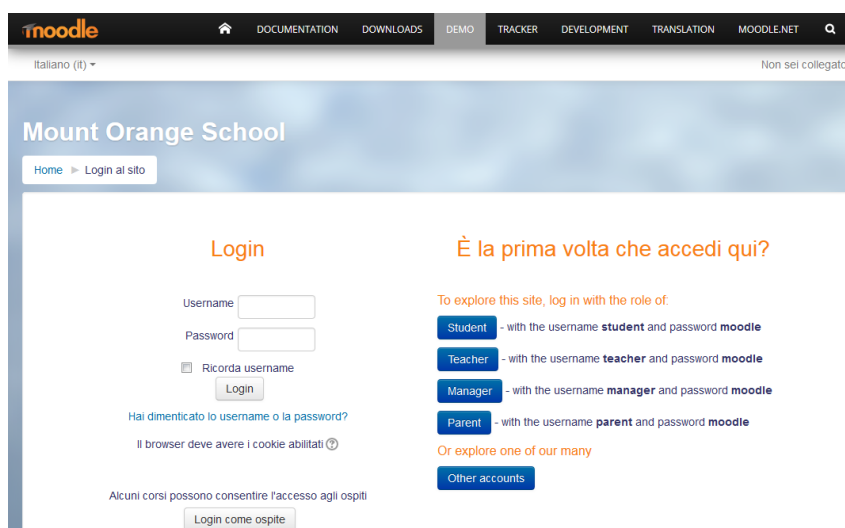 moodle
DOCUMENTATION DOWNLOADS DEMO TRACKER DEVELOPMENT TRANSLATION MOODLE.NET
Italiano (it)
Non sei collegato
Mount Orange School
Home Login al sito
Login
Username
Password
Ricorda username
Login
Hai dimenticato lo username o la password?
Il browser deve avere i cookie abilitati
Alcuni corsi possono consentire l'accesso agli ospiti
Login come ospite
È la prima volta che accedi qui?
To explore this site, log in with the role of:
Student - with the username student and password moodle
Teacher - with the username teacher and password moodle
Manager - with the username manager and password moodle
Parent - with the username parent and password moodle
Or explore one of our many
Other accounts